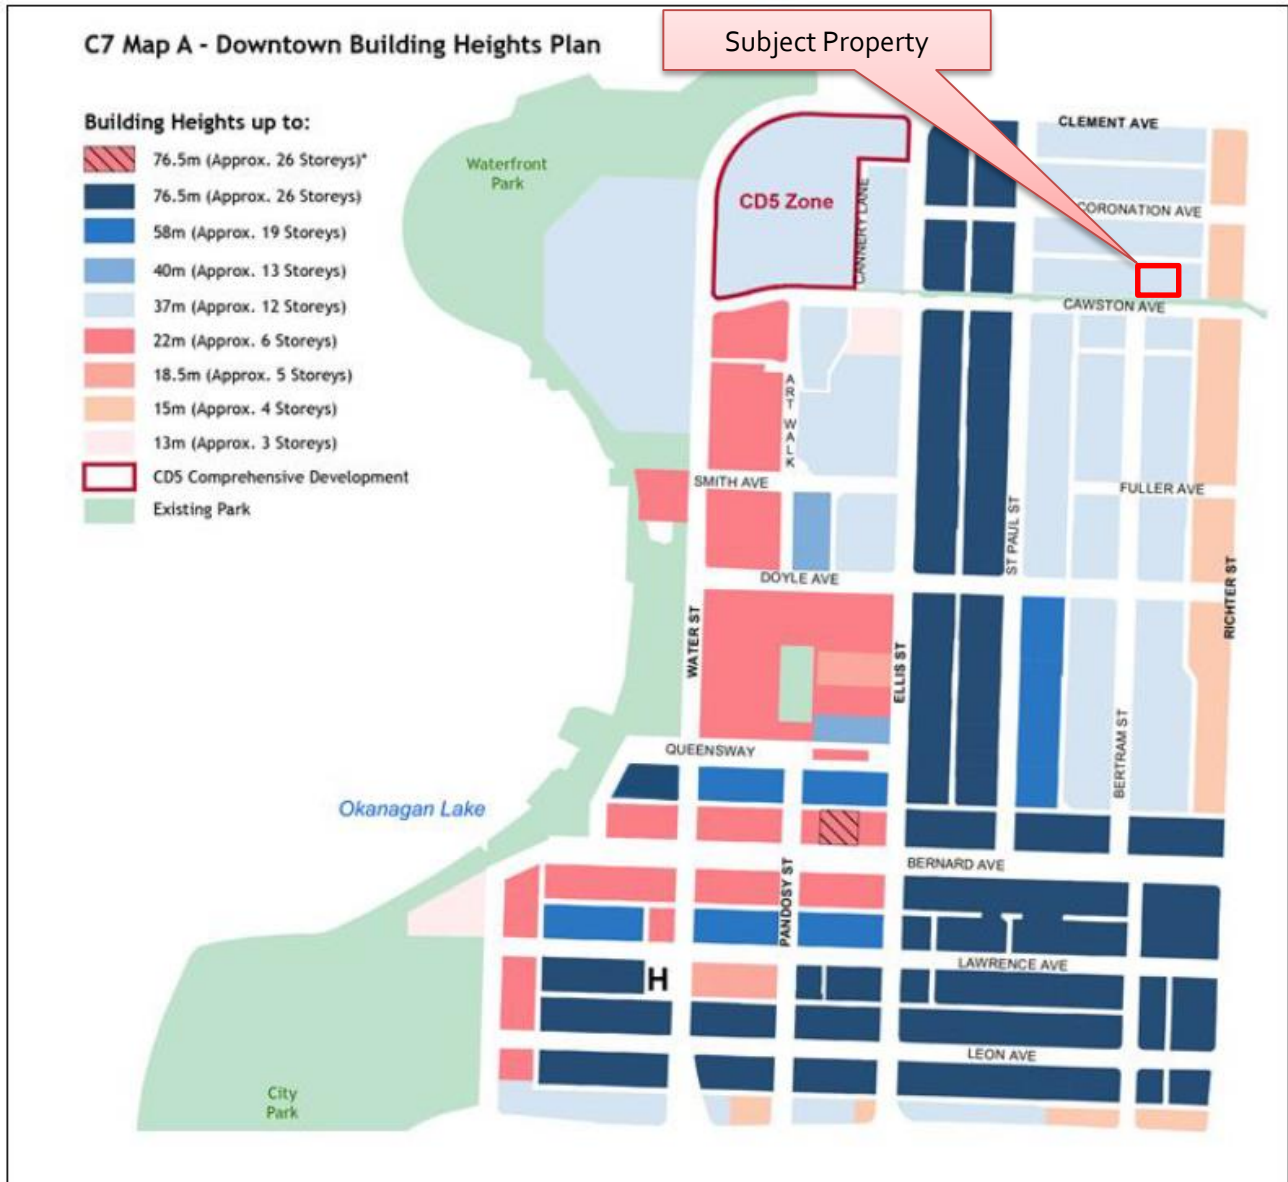 C7 Map A - Downtown Building Heights Plan
Subject Property
Building Heights up to:
76.5m (Approx. 26 Storeys)*
76.5m (Approx. 26 Storeys)
58m (Approx. 19 Storeys)
40m (Approx. 13 Storeys)
37m (Approx. 12 Storeys)
22m (Approx. 6 Storeys)
18.5m (Approx. 5 Storeys)
15m (Approx. 4 Storeys)
13m (Approx. 3 Storeys)
CD5 Comprehensive Development
Existing Park
Waterfront
Park
CD5 Zone
CANNERY LANE
CLEMENT AVE
CORONATION AVE
CAWSTON AVE
ART WALK
SMITH AVE
FULLER AVE
ST PAUL ST
DOYLE AVE
RICHTER ST
WATER ST
ELLIS ST
BERTRAM ST
QUEENSWAY
Okanagan Lake
BERNARD AVE
PANDOSY ST
LAWRENCE AVE
H
LEON AVE
City
Park